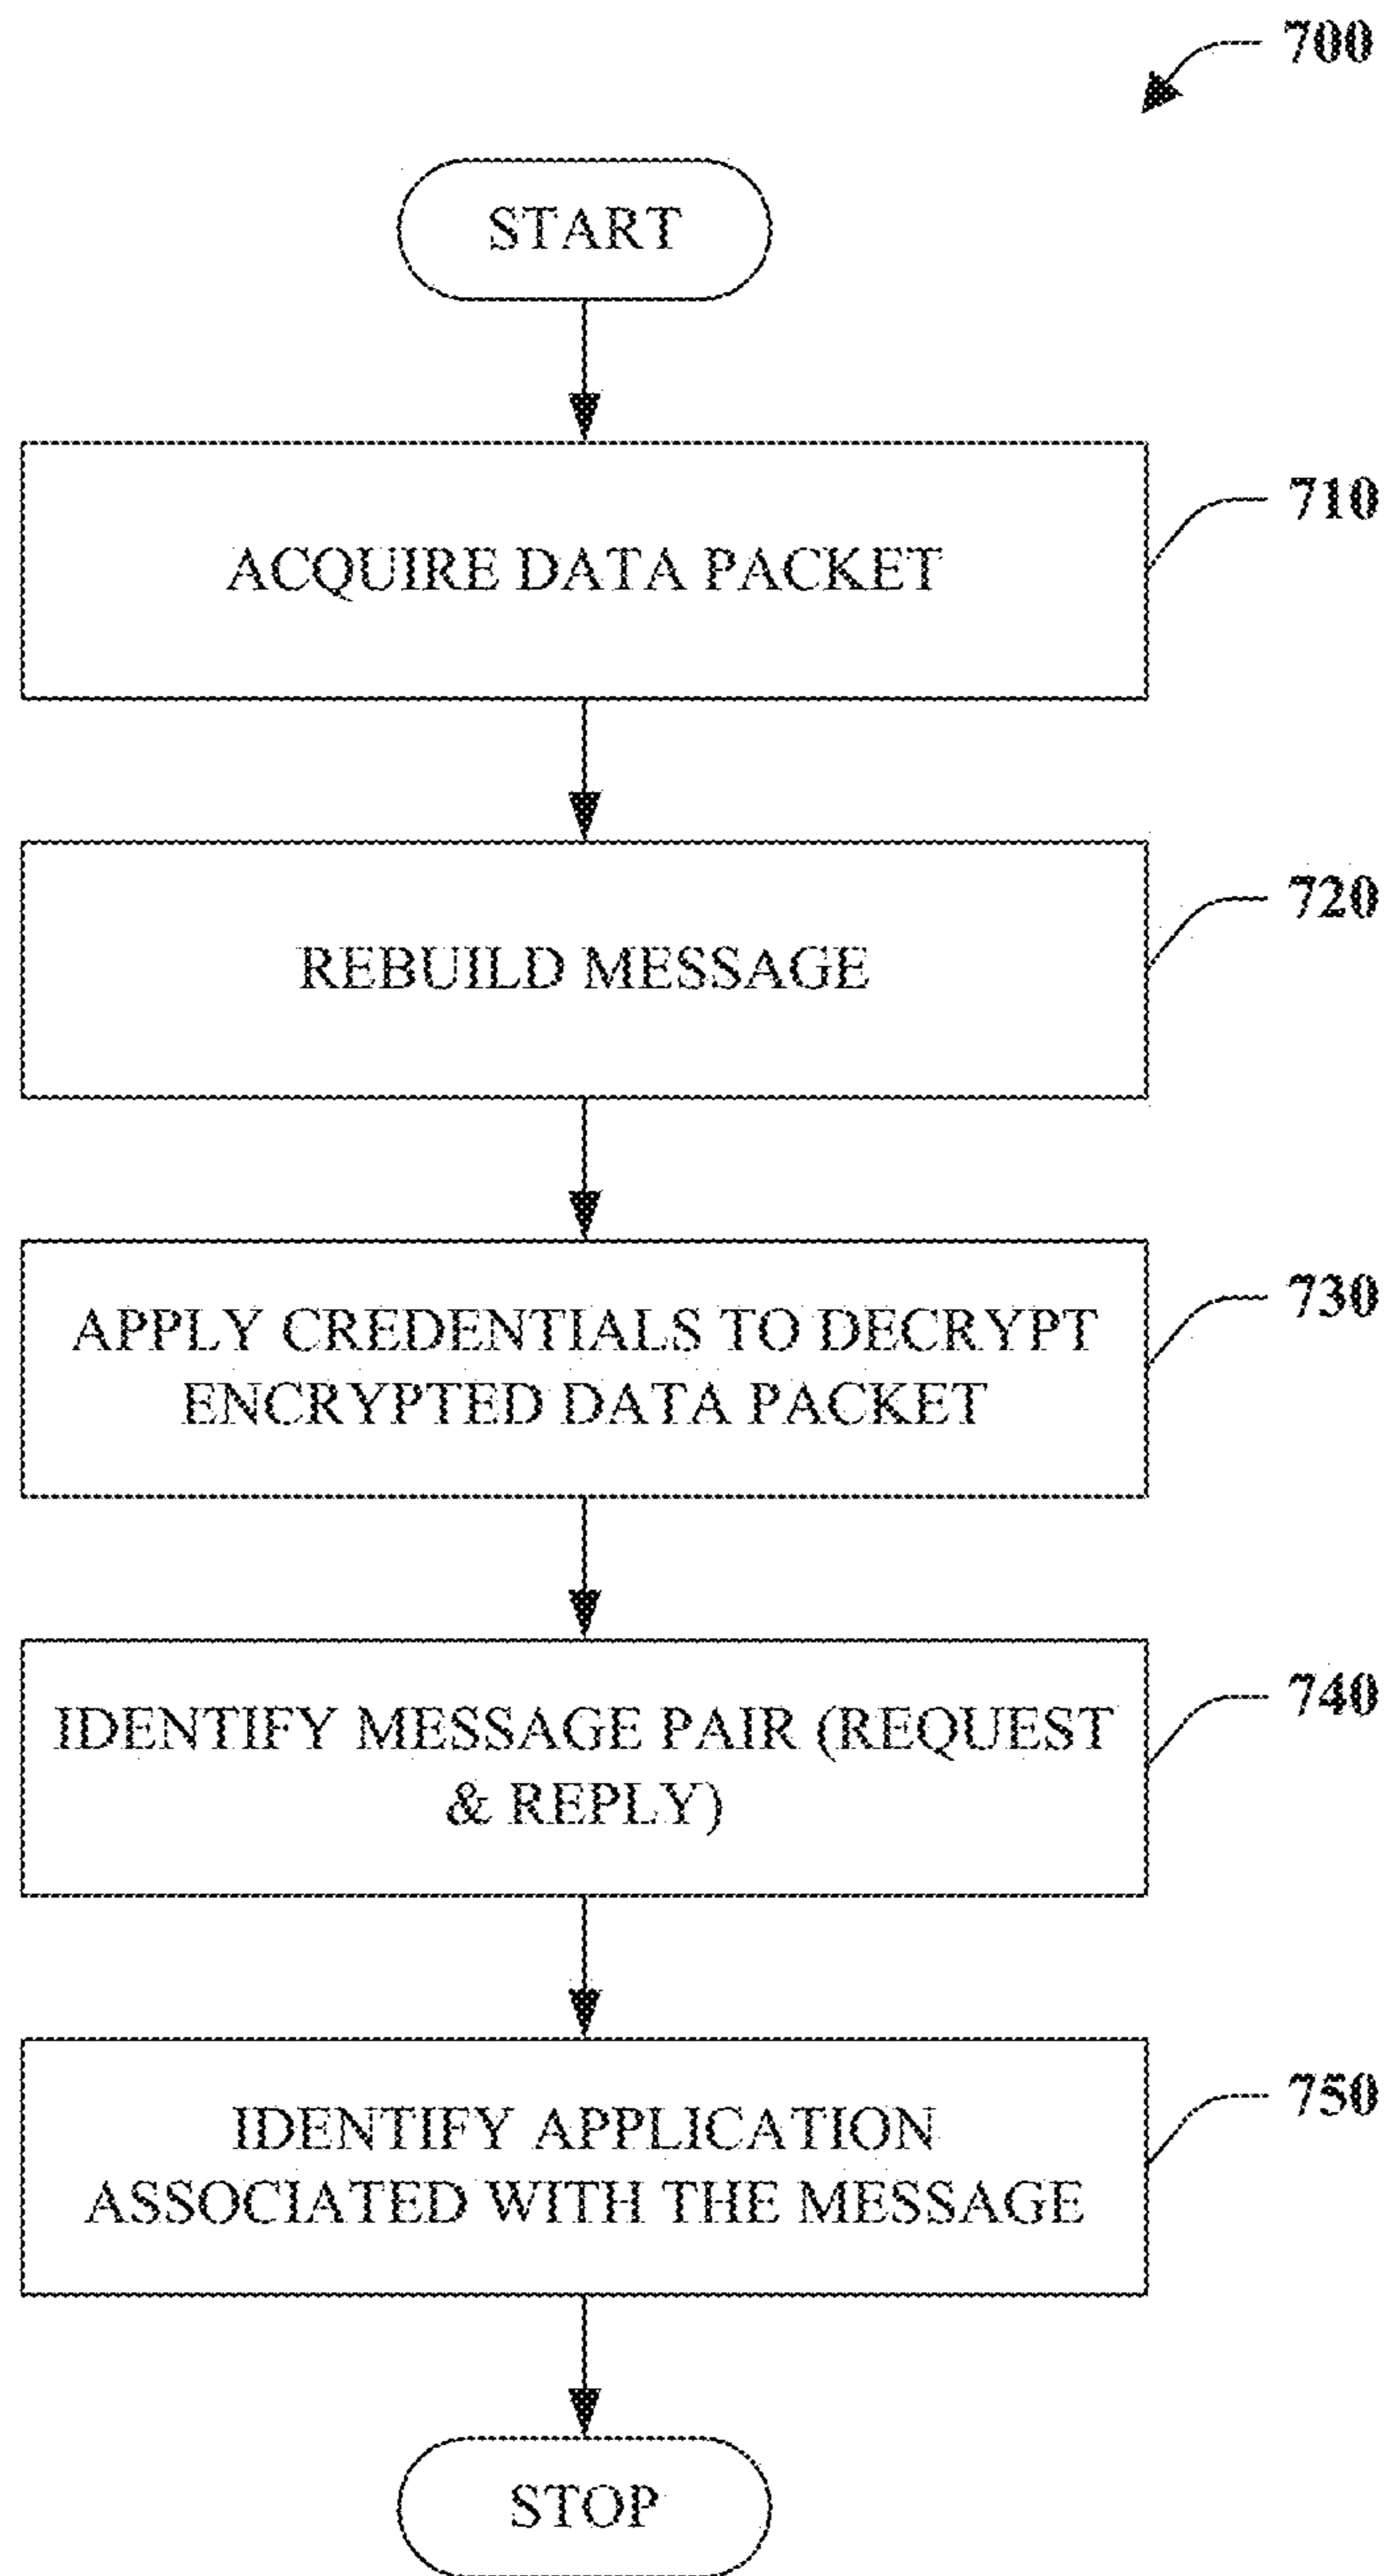 700
START
ACQUIRE DATA PACKET
710
REBUILD MESSAGE
720
APPLY CREDENTIALS TO DECRYPT
ENCRYPTED DATA PACKET
730
IDENTIFY MESSAGE PAIR (REQUEST
& REPLY)
740
IDENTIFY APPLICATION
ASSOCIATED WITH THE MESSAGE
750
STOP